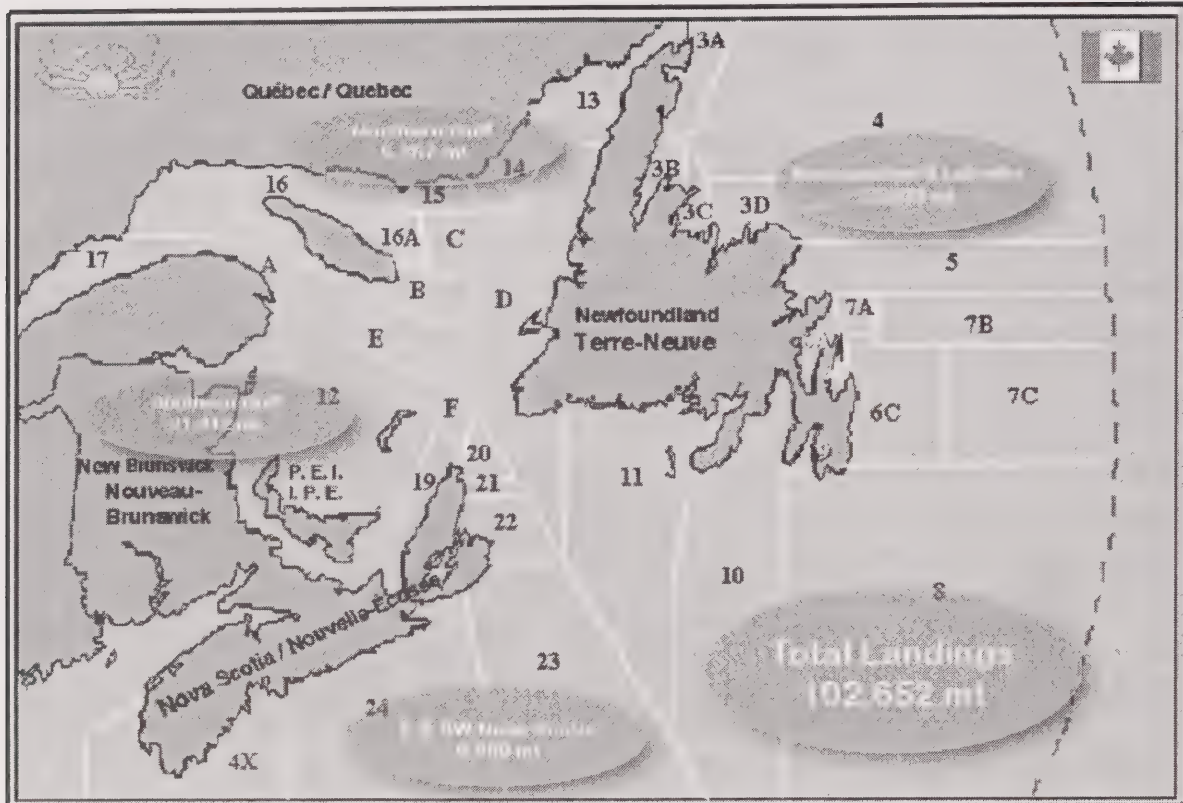 3A
Québec / Quebec
13
4
14
3B
15
16
3C
3D
16A
C
17
5
A
B
D
7A
Newfoundland
7B
E
Terre-Neuve
12
7C
F
6C
New Brunswick
P. E. I.
20
Nouveau-
I. P. E.
19
21
11
Brunswick
22
10
8
Total Landings
102,652 mt
Nova Scotia / Nouvelle-Ecosse
23
24
4X